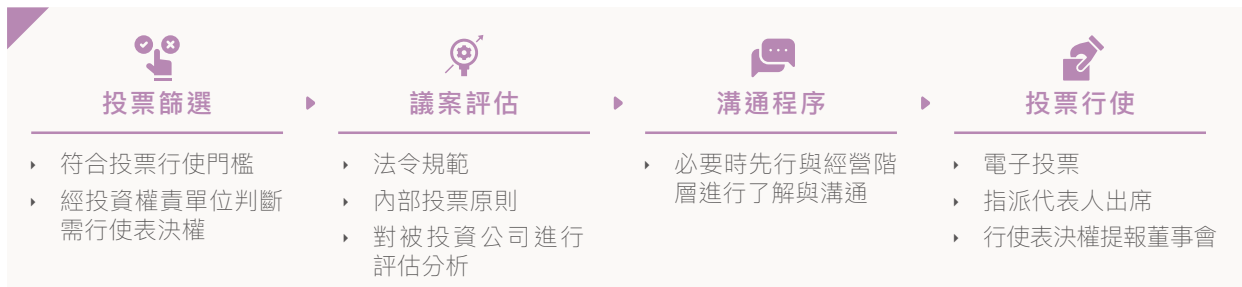 投票篩選
符合投票行使門檻
經投資權責單位判斷
需行使表決權
議案評估
法令規範
內部投票原則
對被投資公司進行
評估分析
溝通程序
必要時先行與經營階
層進行了解與溝通
投票行使
電子投票
指派代表人出席
行使表決權提報董事會